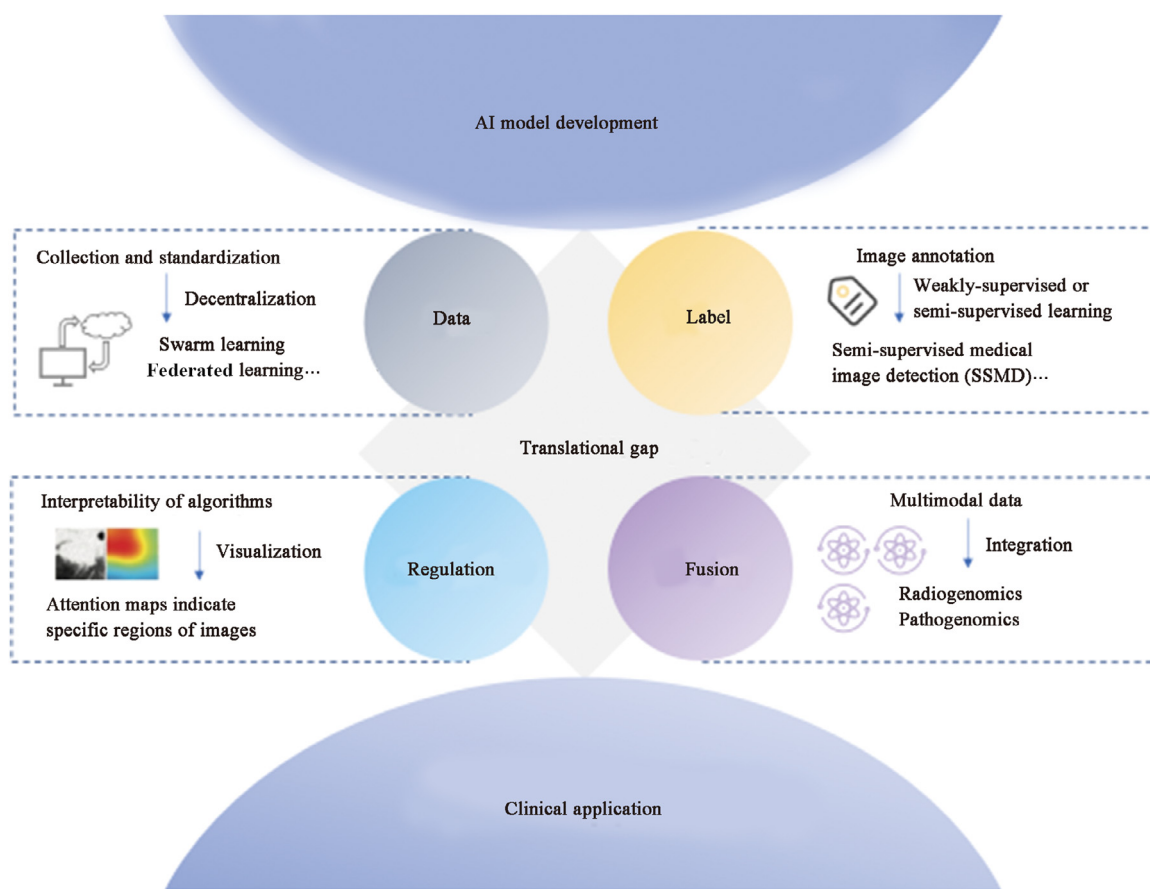 AI model development
Collection and standardization
Decentralization
Swarm learning
Federated learning…
Data
Label
Image annotation
Weakly-supervised or
semi-supervised learning
Semi-supervised medical
image detection (SSMD)…
Translational gap
Interpretability of algorithms
Visualization
Attention maps indicate
specific regions of images
Regulation
Fusion
Multimodal data
Integration
Radiogenomics
Pathogenomics
Clinical application